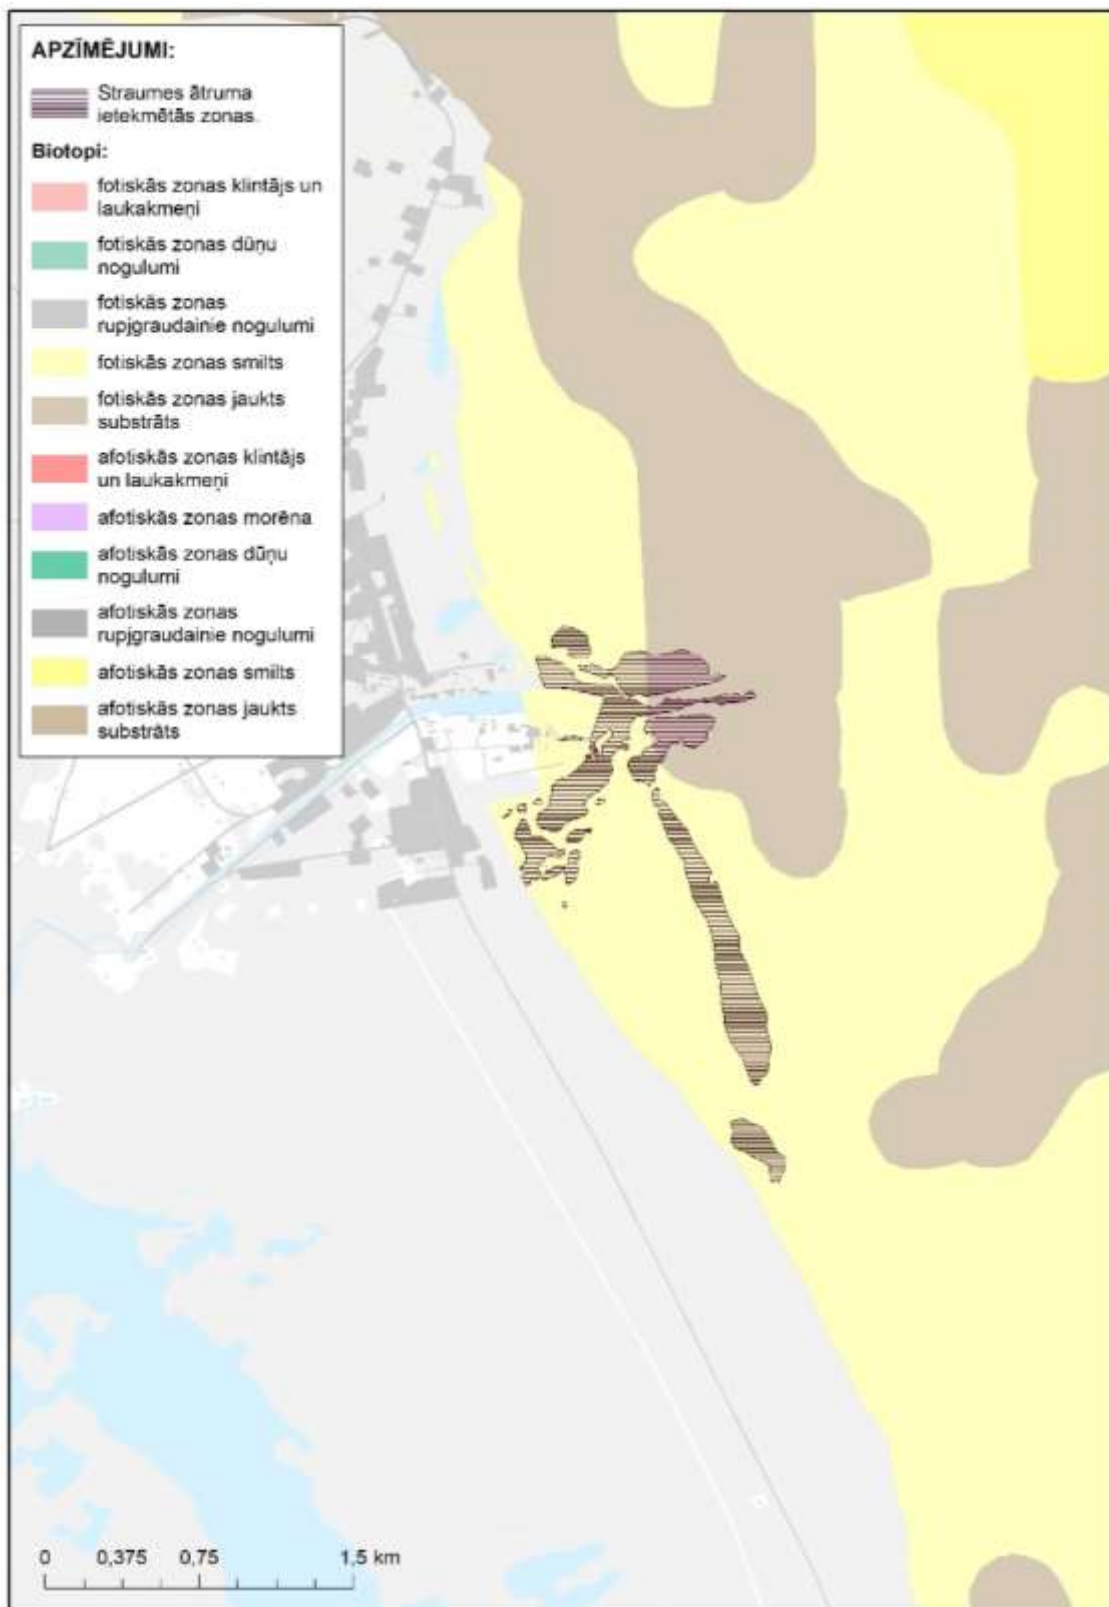 APZĪMĒJUMI:
Straumes ātruma
ietekmētās zonas.
Biotopi:
fotiskās zonas klintājs un
laukakmeņi
fotiskās zonas dūņu
nogulumi
fotiskās zonas
rupjgraudainie nogulumi
fotiskās zonas smilts
fotiskās zonas jaukts
substrāts
afotiskās zonas klintājs
un laukakmeņi
afotiskās zonas morēna
afotiskās zonas dūņu
nogulumi
afotiskās zonas
rupjgraudainie nogulumi
afotiskās zonas smilts
afotiskās zonas jaukts
substrāts
0 0,375 0,75 1,5 km